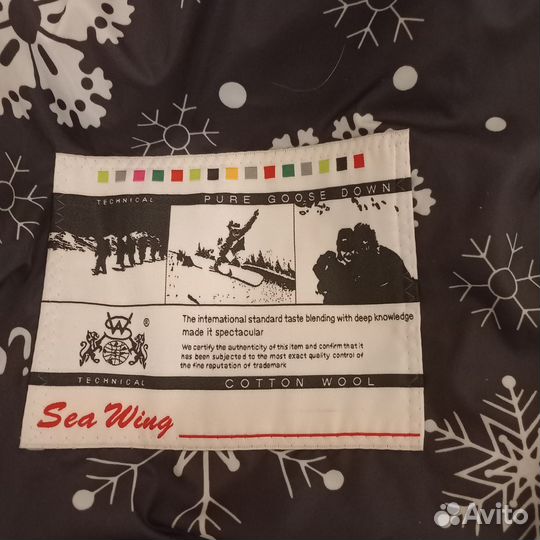 TECHNICAL PURE GOOSE DOWN
CW ®
The international standard taste blending with deep knowledge
made it spectacular
We certify the authenticity of this item and confirm that it
has been subjected to the most exact quality control of
the fine reputation of trademark
TECHNICAL COTTON WOOL
Sea Wing
Avito